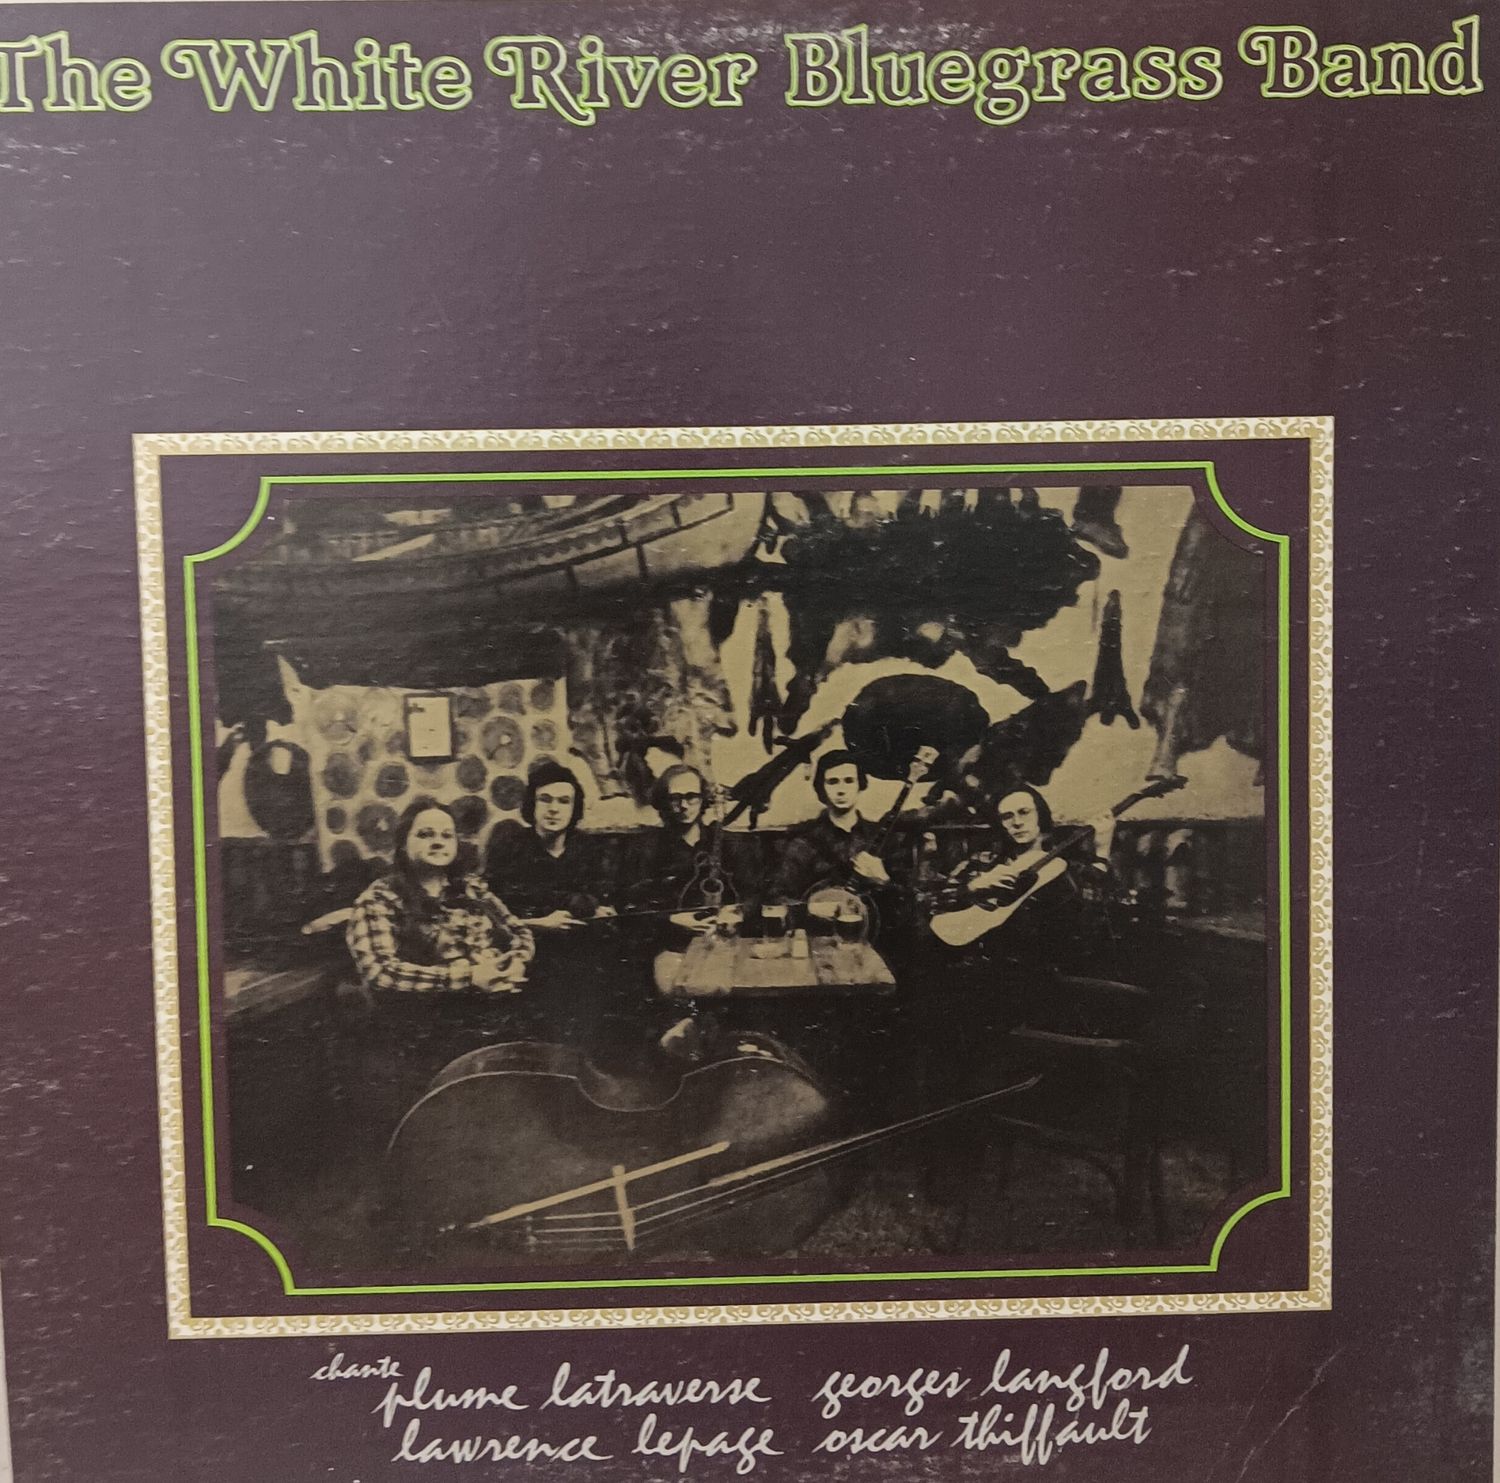 The White River Bluegrass Band
chante
plume latraverse georges langford
lawrence lepage oscar thiffault